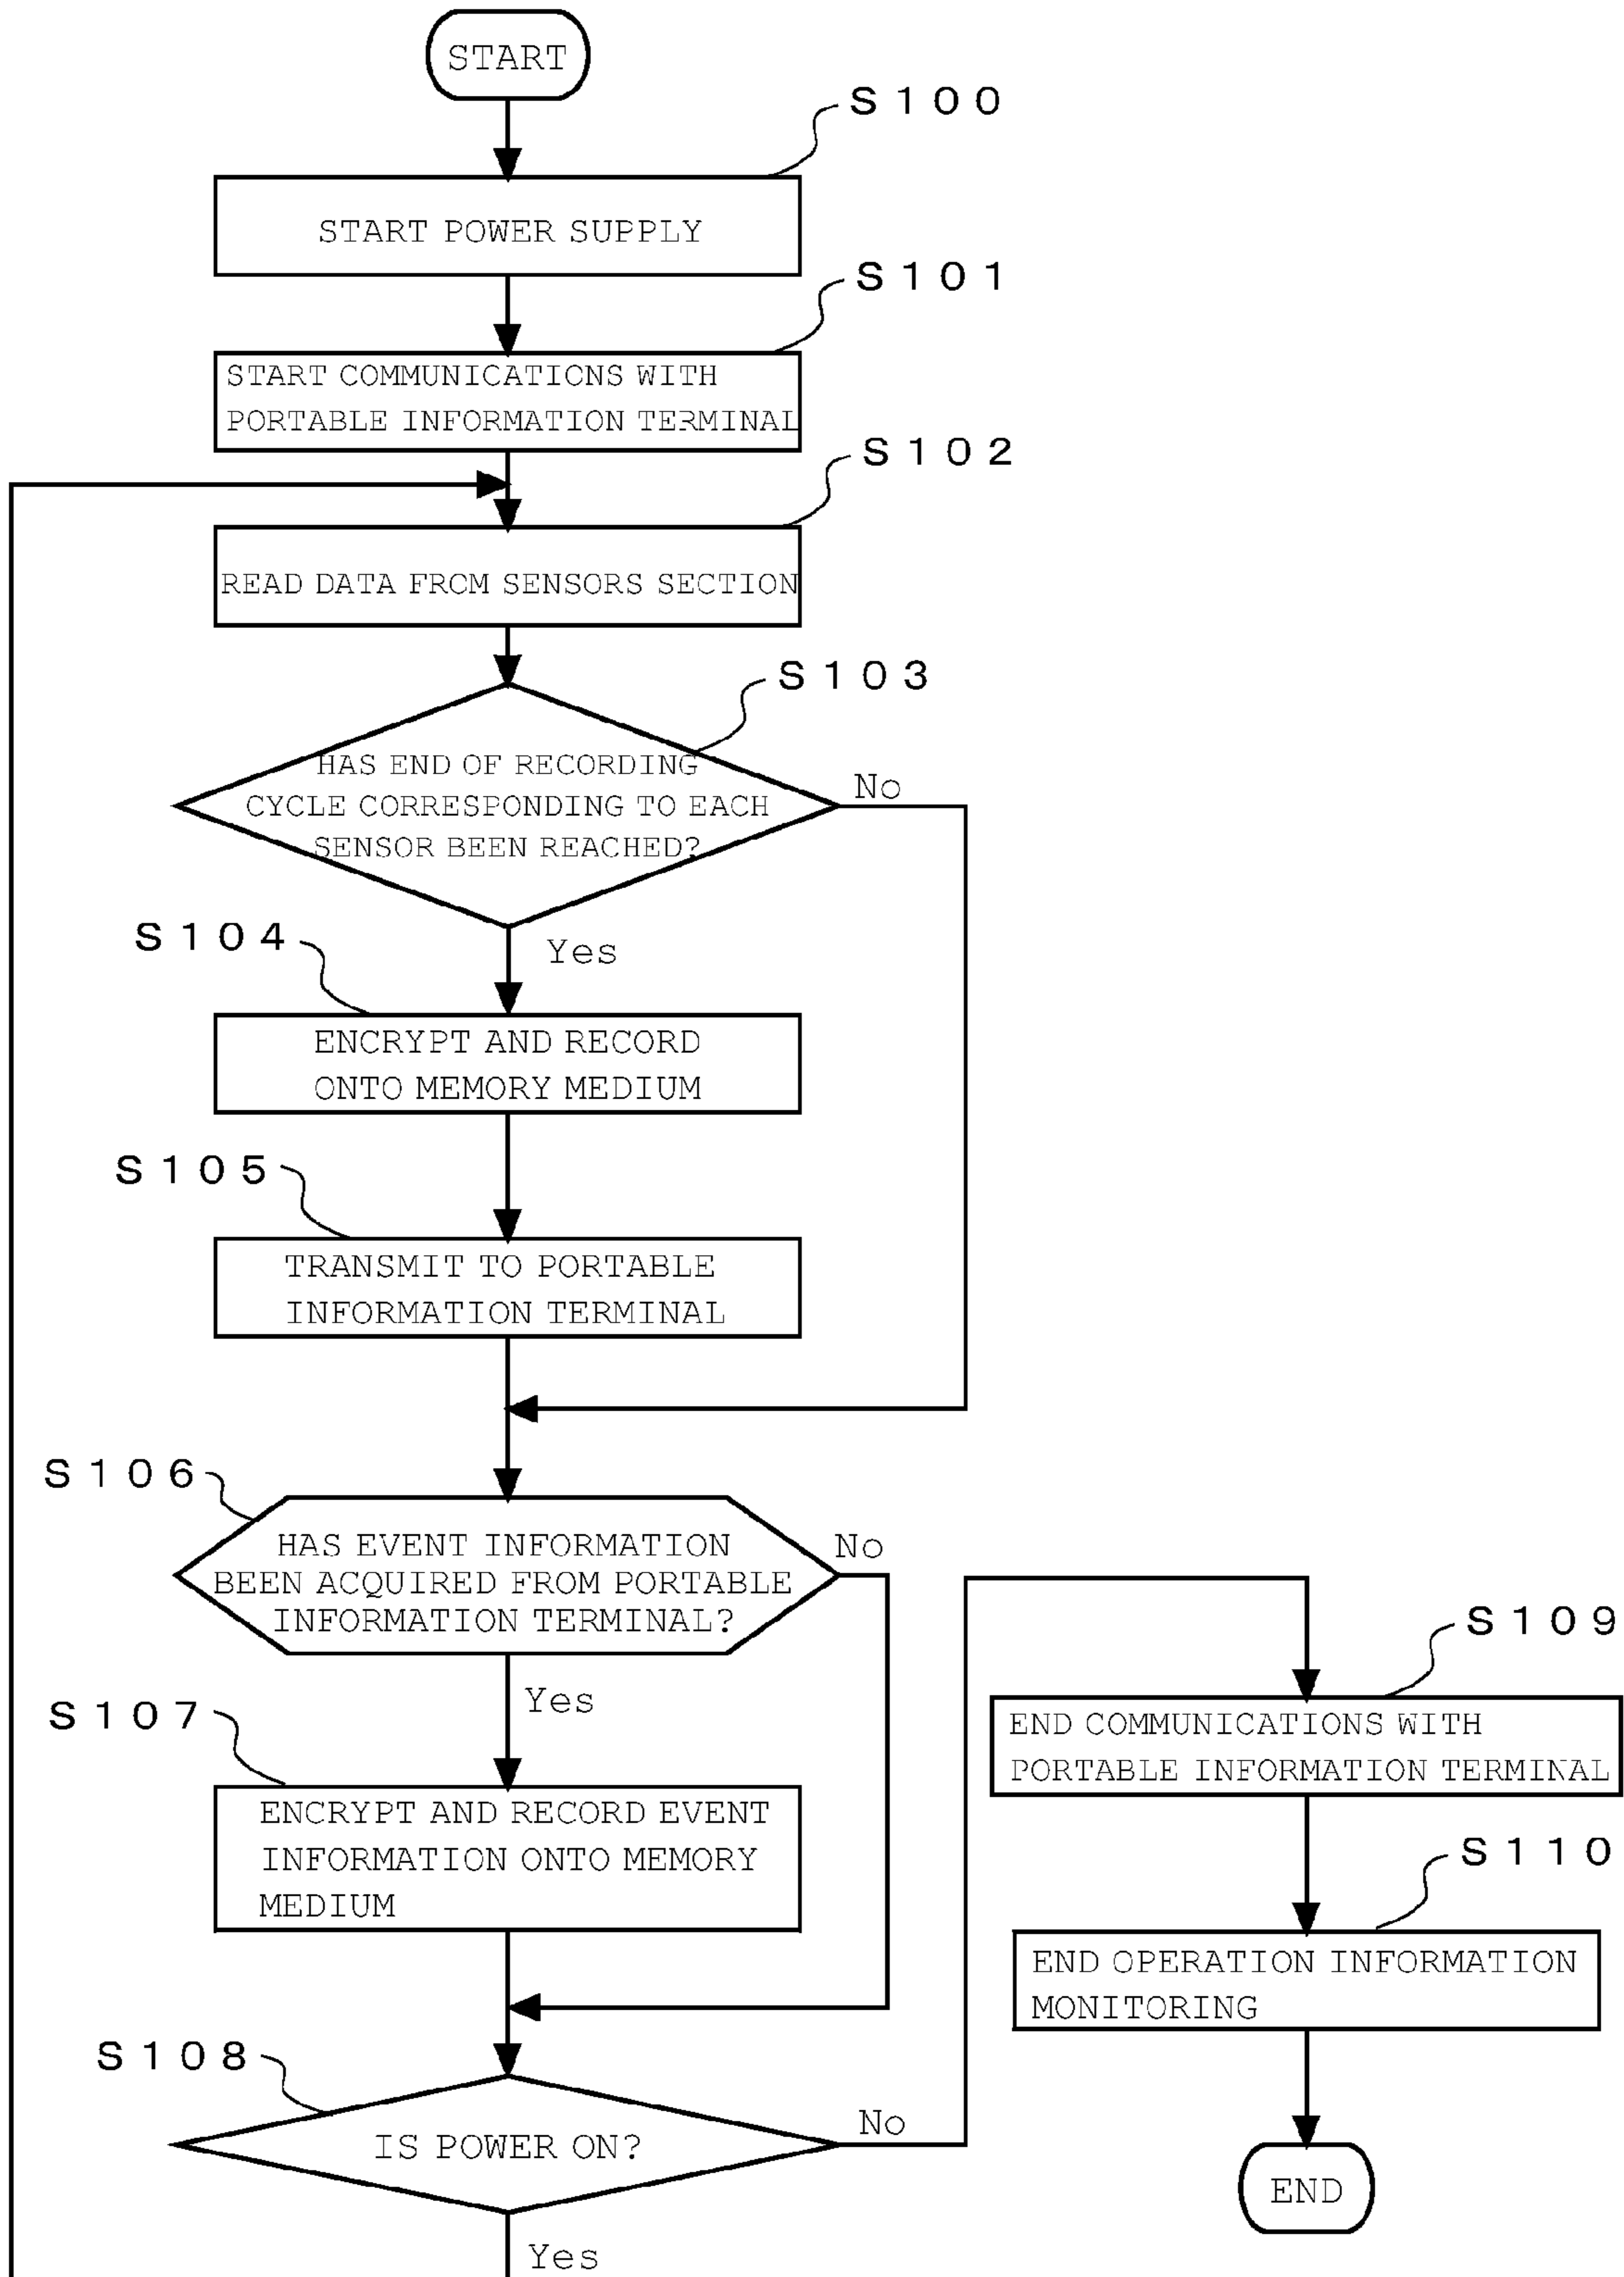 START
S100
START POWER SUPPLY
S101
START COMMUNICATIONS WITH
PORTABLE INFORMATION TERMINAL
S102
READ DATA FROM SENSORS SECTION
S103
HAS END OF RECORDING
CYCLE CORRESPONDING TO EACH
SENSOR BEEN REACHED?
No
Yes
S104
ENCRYPT AND RECORD
ONTO MEMORY MEDIUM
S105
TRANSMIT TO PORTABLE
INFORMATION TERMINAL
S106
HAS EVENT INFORMATION
BEEN ACQUIRED FROM PORTABLE
INFORMATION TERMINAL?
No
Yes
S107
ENCRYPT AND RECORD EVENT
INFORMATION ONTO MEMORY
MEDIUM
S108
IS POWER ON?
No
Yes
S109
END COMMUNICATIONS WITH
PORTABLE INFORMATION TERMINAL
S110
END OPERATION INFORMATION
MONITORING
END